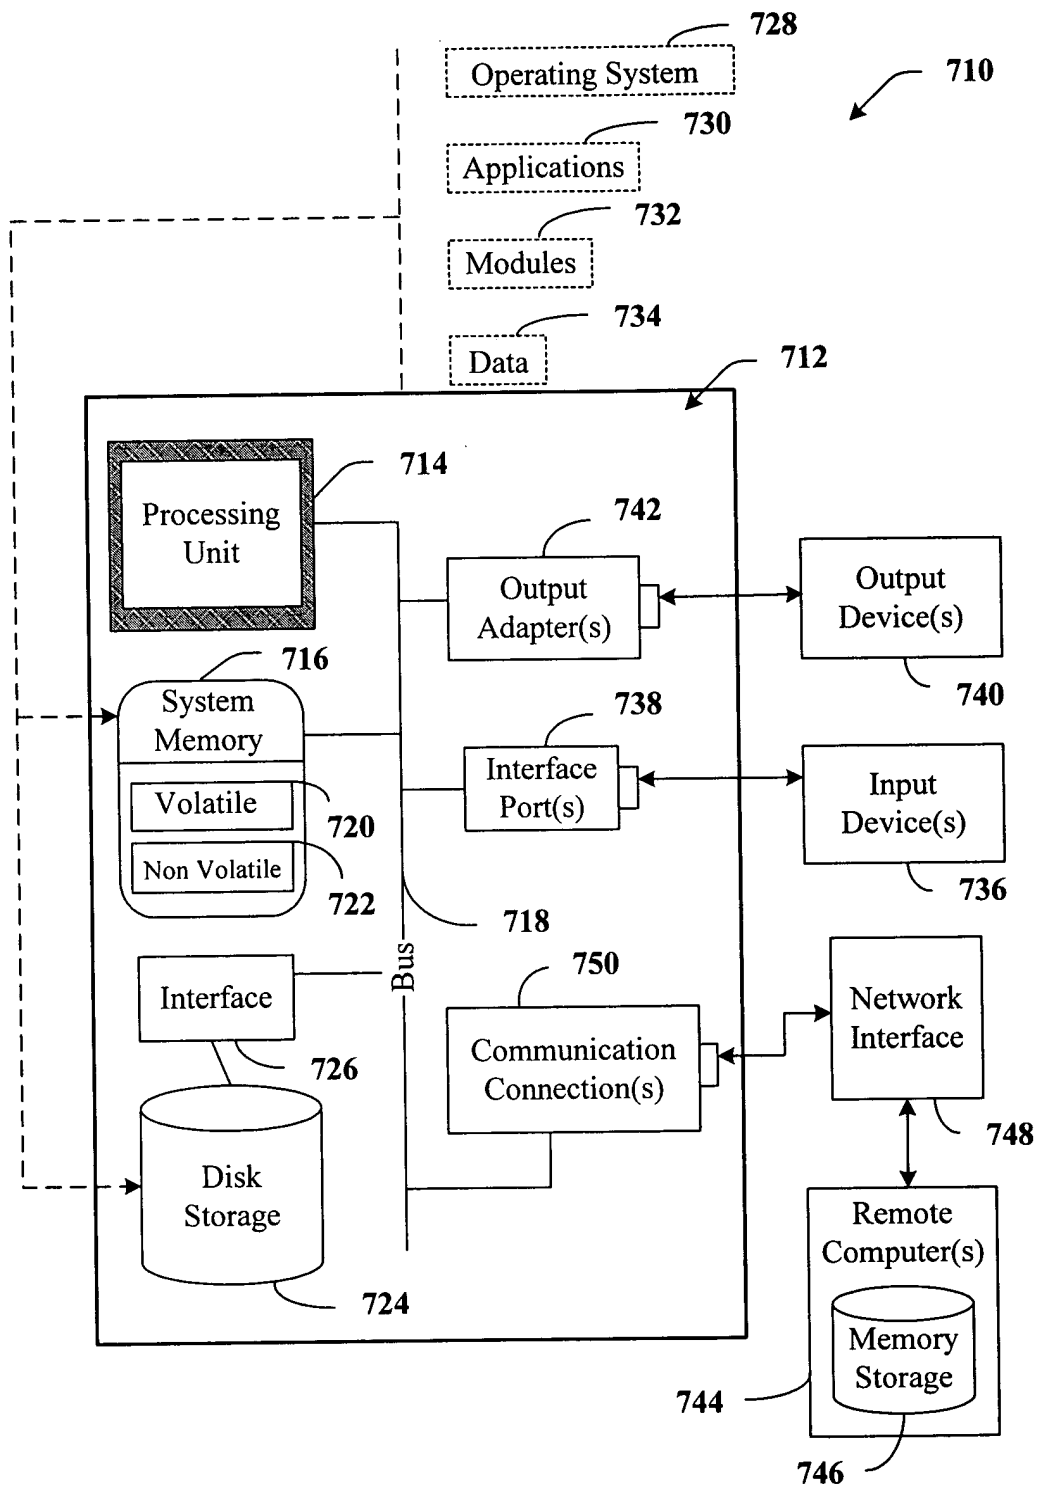 728
Operating System
710
730
Applications
732
Modules
734
Data
712
714
Processing
Unit
742
Output
Adapter(s)
Output
Device(s)
740
716
System
Memory
738
Interface
Port(s)
Input
Device(s)
736
Volatile
720
Non Volatile
722
718
Bus
750
Interface
726
Communication
Connection(s)
Network
Interface
748
Disk
Storage
724
Remote
Computer(s)
Memory
Storage
744
746